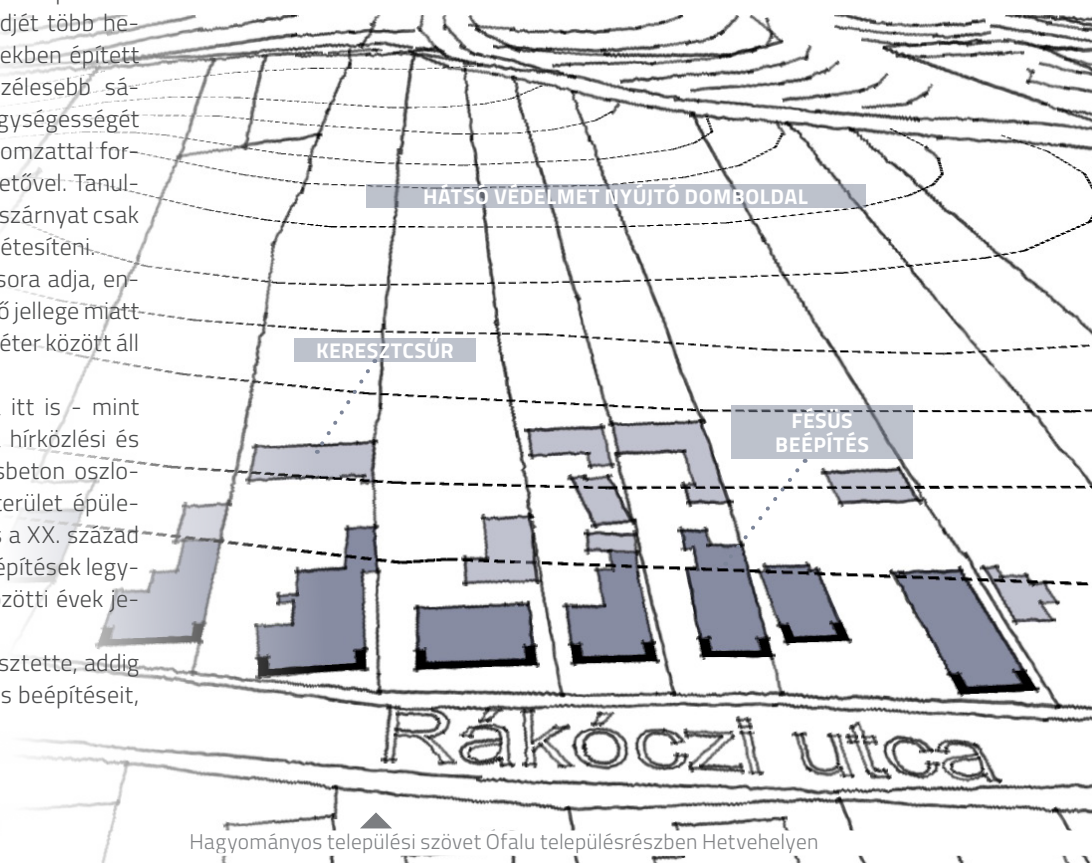 djét több he-
ekben épített
zélesebb sá-
gységességét
omzattal for-
etővel. Tanul-
szárnyat csak
étesíteni.
sora adja, en-
ő jellege miatt
éter között áll
itt is - mint
hírközlési és
sbeton oszlo-
erület épüle-
s a XX. század
építések legy-
özötti évek je-
sztette, addig
s beépítéseit,
HÁTSÓ VÉDELMET NYÚJTÓ DOMBOLDAL
KERESZTCSŰR
FÉSŰS
BEÉPÍTÉS
Rákóczi utca
Hagyományos települési szövet Ófalu településrészben Hetvehelyen